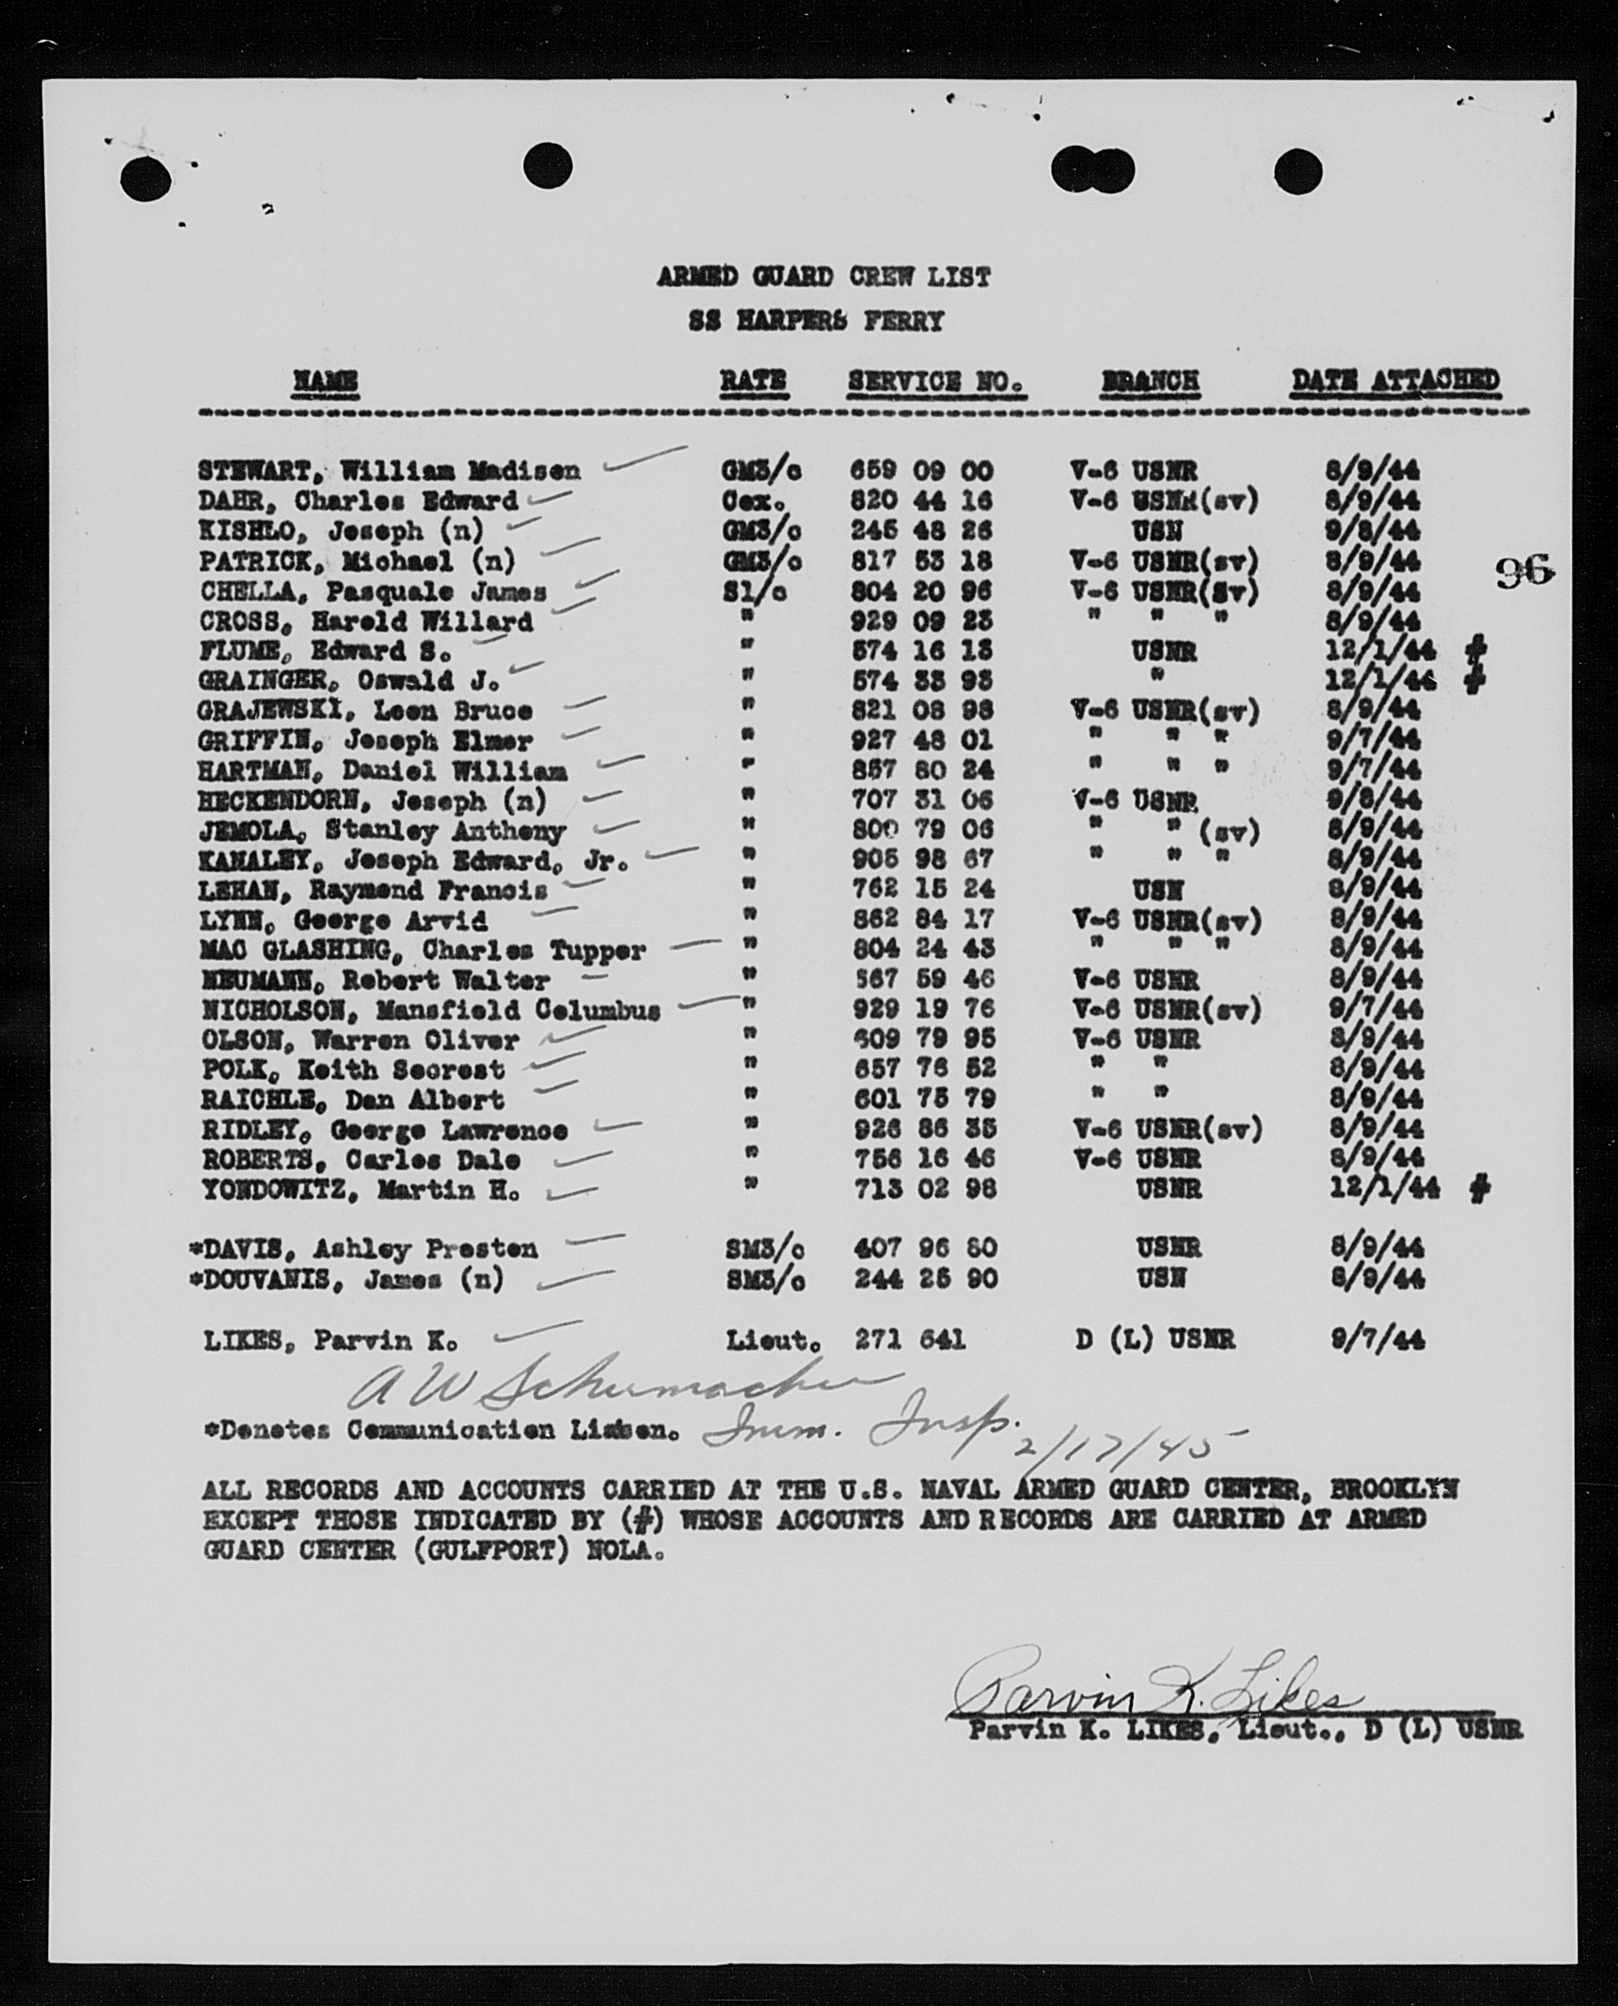 ARMED GUARD CREW LIST
SS HARPERS FERRY
NAME RATE SERVICE NO. BRANCH DATE ATTACHED
STEWART, William Madison GM3/c 659 09 00 V-6 USNR 8/9/44
DAHR, Charles Edward Cox. 820 44 16 V-6 USNR(sv) 8/9/44
KISHLO, Joseph (n) GM3/c 245 48 26 USN 9/8/44
PATRICK, Michael (n) GM3/c 817 53 18 V-6 USNR(sv) 8/9/44
96
CHELLA, Pasquale James S1/c 804 20 96 V-6 USNR(Sv) 8/9/44
CROSS, Harold Willard " 929 09 23 " " " 8/9/44
FLUME, Edward S. " 574 16 13 USNR 12/1/44 #
GRAINGER, Oswald J. " 574 33 93 " 12/1/44 #
GRAJEWSKI, Leon Bruce " 821 08 98 V-6 USNR(sv) 8/9/44
GRIFFIN, Joseph Elmer " 927 48 01 " " " 9/7/44
HARTMAN, Daniel William " 857 80 24 " " " 9/7/44
HECKENDORN, Joseph (n) " 707 31 06 V-6 USNR 9/8/44
JEMOLA, Stanley Anthony " 800 79 06 " " (sv) 8/9/44
KANALEY, Joseph Edward, Jr. " 905 98 67 " " " 8/9/44
LEHAN, Raymond Francis " 762 15 24 USN 8/9/44
LYNN, George Arvid " 862 84 17 V-6 USNR(sv) 8/9/44
MAC GLASHING, Charles Tupper " 804 24 43 " " " 8/9/44
NEUMANN, Robert Walter " 567 59 46 V-6 USNR 8/9/44
NICHOLSON, Mansfield Columbus " 929 19 76 V-6 USNR(sv) 9/7/44
OLSON, Warren Oliver " 609 79 95 V-6 USNR 8/9/44
POLK, Keith Secrest " 657 76 52 " " 8/9/44
RAICHLE, Dan Albert " 601 75 79 " " 8/9/44
RIDLEY, George Lawrence " 926 86 35 V-6 USNR(sv) 8/9/44
ROBERTS, Carlos Dale " 756 16 46 V-6 USNR 8/9/44
YONDOWITZ, Martin H. " 713 02 98 USNR 12/1/44 #
*DAVIS, Ashley Preston SM3/c 407 96 80 USNR 8/9/44
*DOUVANIS, James (n) SM3/c 244 25 90 USN 8/9/44
LIKES, Parvin K. Lieut. 271 641 D (L) USNR 9/7/44
A W Schumacher
*Denotes Communication Liason. Imm. Insp. 2/17/45
ALL RECORDS AND ACCOUNTS CARRIED AT THE U.S. NAVAL ARMED GUARD CENTER, BROOKLYN
EXCEPT THOSE INDICATED BY (#) WHOSE ACCOUNTS AND RECORDS ARE CARRIED AT ARMED
GUARD CENTER (GULFPORT) NOLA.
Parvin K. Likes
Parvin K. LIKES, Lieut., D (L) USNR